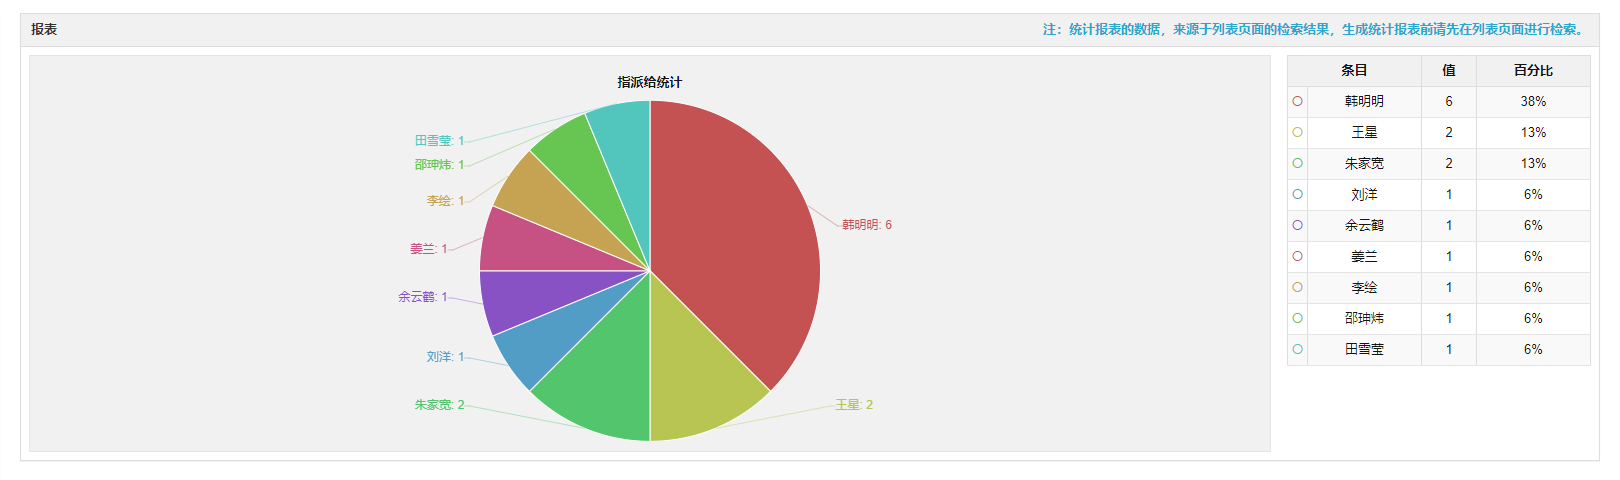 报表
注：统计报表的数据，来源于列表页面的检索结果，生成统计报表前请先在列表页面进行检索。
指派给统计
田雪莹: 1
邵珅炜: 1
李绘: 1
姜兰: 1
余云鹤: 1
刘洋: 1
朱家宽: 2
韩明明: 6
王星: 2
条目 值 百分比
韩明明 6 38%
王星 2 13%
朱家宽 2 13%
刘洋 1 6%
余云鹤 1 6%
姜兰 1 6%
李绘 1 6%
邵珅炜 1 6%
田雪莹 1 6%